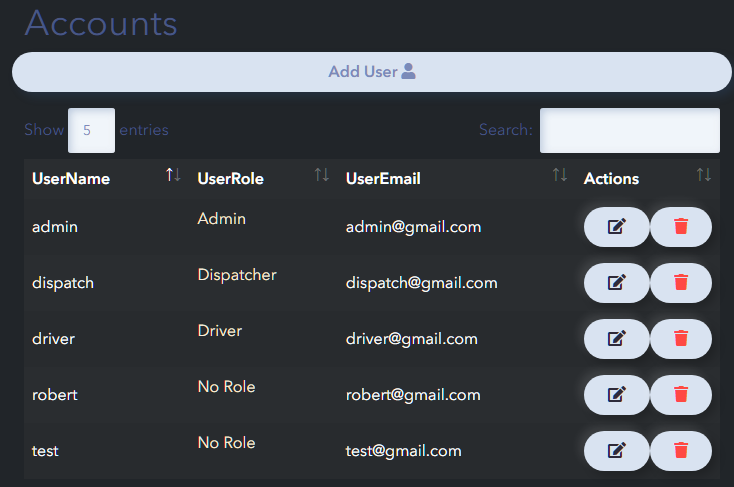 Accounts
Add User
Show 5 entries Search:
UserName UserRole UserEmail Actions
admin Admin admin@gmail.com
dispatch Dispatcher dispatch@gmail.com
driver Driver driver@gmail.com
robert No Role robert@gmail.com
test No Role test@gmail.com